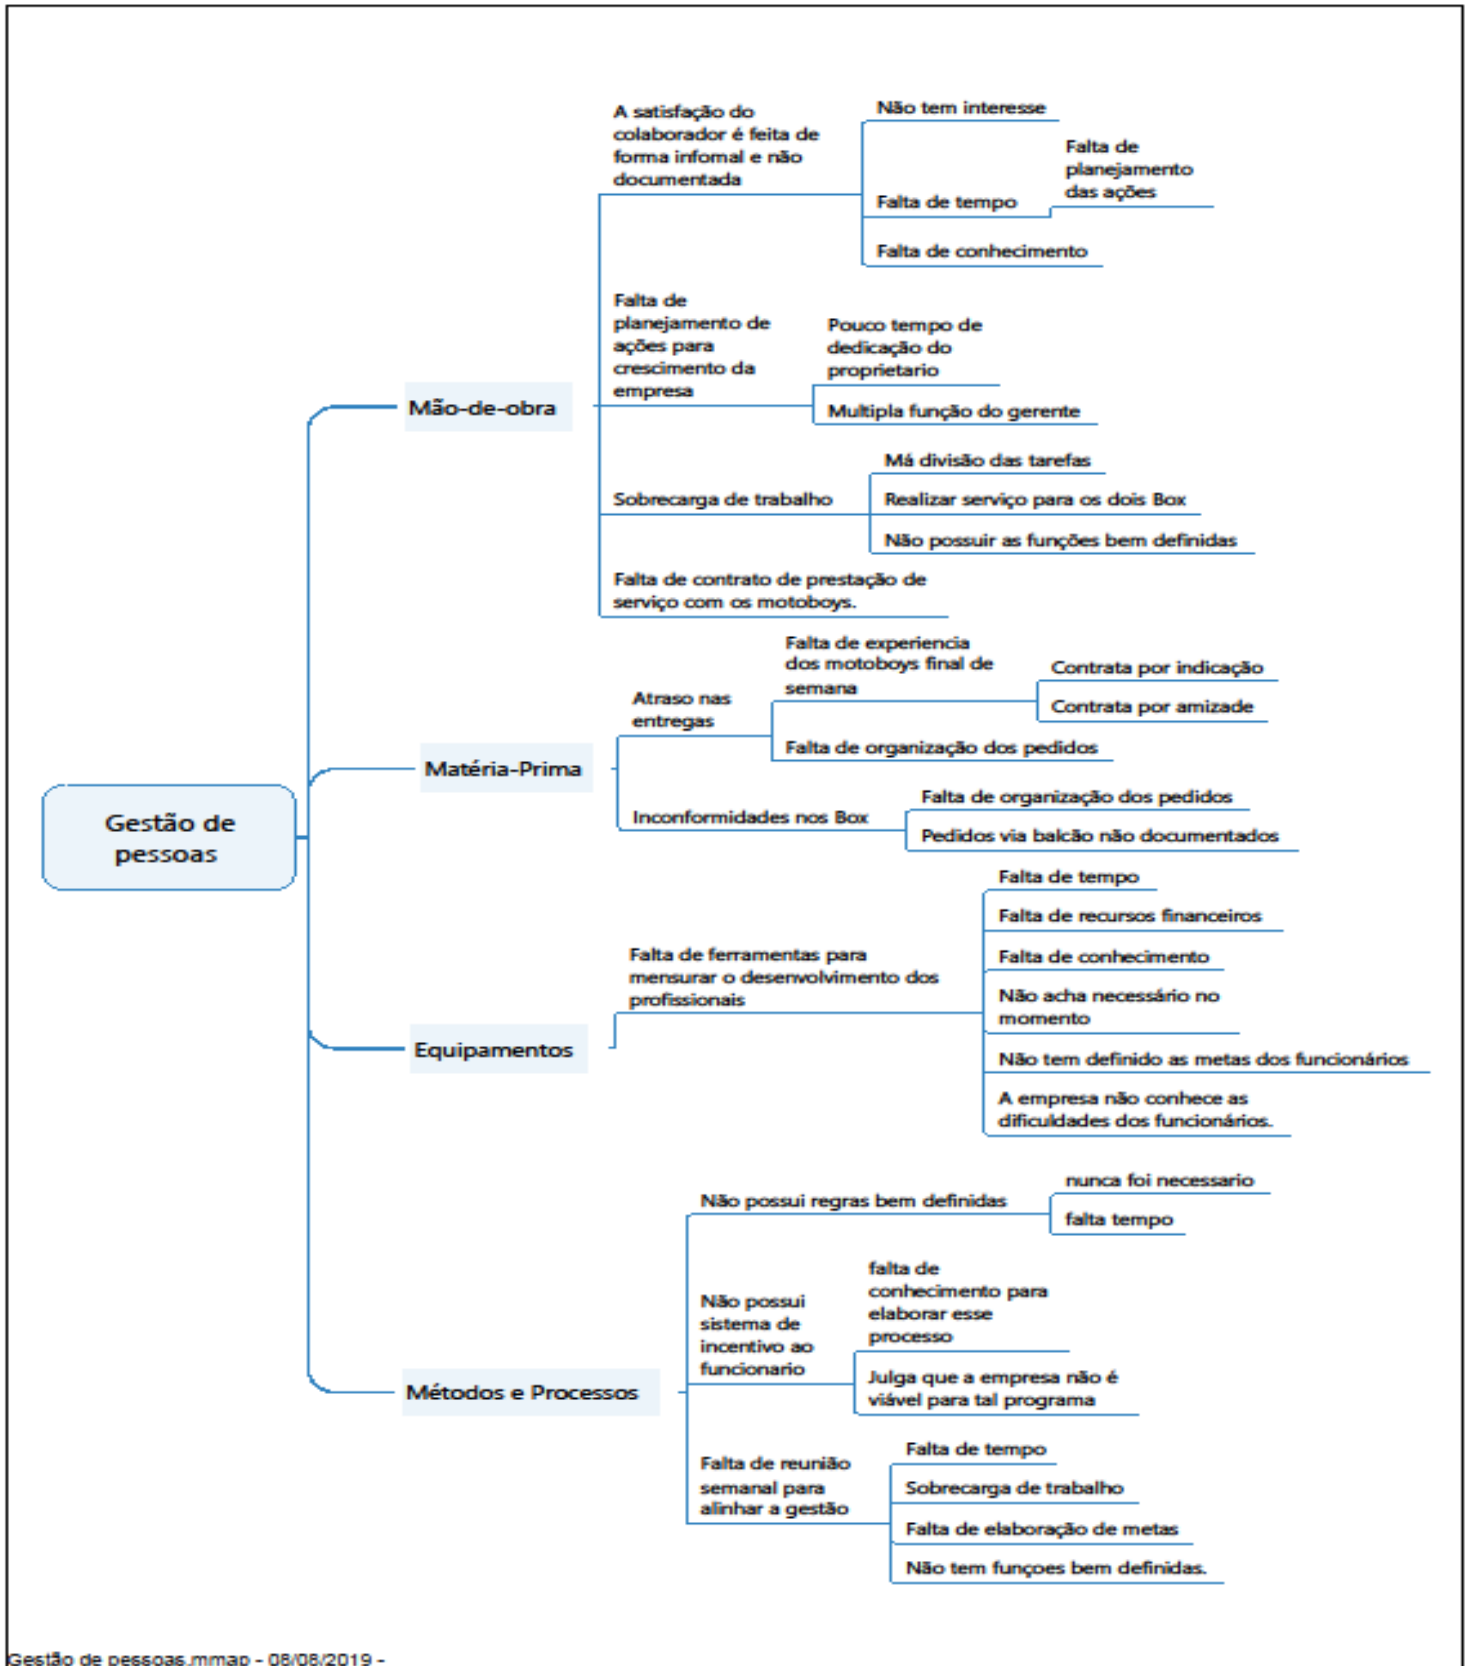 A satisfação do
colaborador é feita de
forma infomal e não
documentada
Não tem interesse
Falta de tempo
Falta de
planejamento
das ações
Falta de conhecimento
Falta de
planejamento de
ações para
crescimento da
empresa
Pouco tempo de
dedicação do
proprietario
Multipla função do gerente
Mão-de-obra
Sobrecarga de trabalho
Má divisão das tarefas
Realizar serviço para os dois Box
Não possuir as funções bem definidas
Falta de contrato de prestação de
serviço com os motoboys.
Atraso nas
entregas
Falta de experiencia
dos motoboys final de
semana
Contrata por indicação
Contrata por amizade
Falta de organização dos pedidos
Matéria-Prima
Inconformidades nos Box
Falta de organização dos pedidos
Pedidos via balcão não documentados
Gestão de
pessoas
Falta de ferramentas para
mensurar o desenvolvimento dos
profissionais
Falta de tempo
Falta de recursos financeiros
Falta de conhecimento
Não acha necessário no
momento
Não tem definido as metas dos funcionários
A empresa não conhece as
dificuldades dos funcionários.
Equipamentos
Não possui regras bem definidas
nunca foi necessario
falta tempo
Não possui
sistema de
incentivo ao
funcionario
falta de
conhecimento para
elaborar esse
processo
Julga que a empresa não é
viável para tal programa
Métodos e Processos
Falta de reunião
semanal para
alinhar a gestão
Falta de tempo
Sobrecarga de trabalho
Falta de elaboração de metas
Não tem funçoes bem definidas.
Gestão de pessoas.mmap - 08/08/2019 -